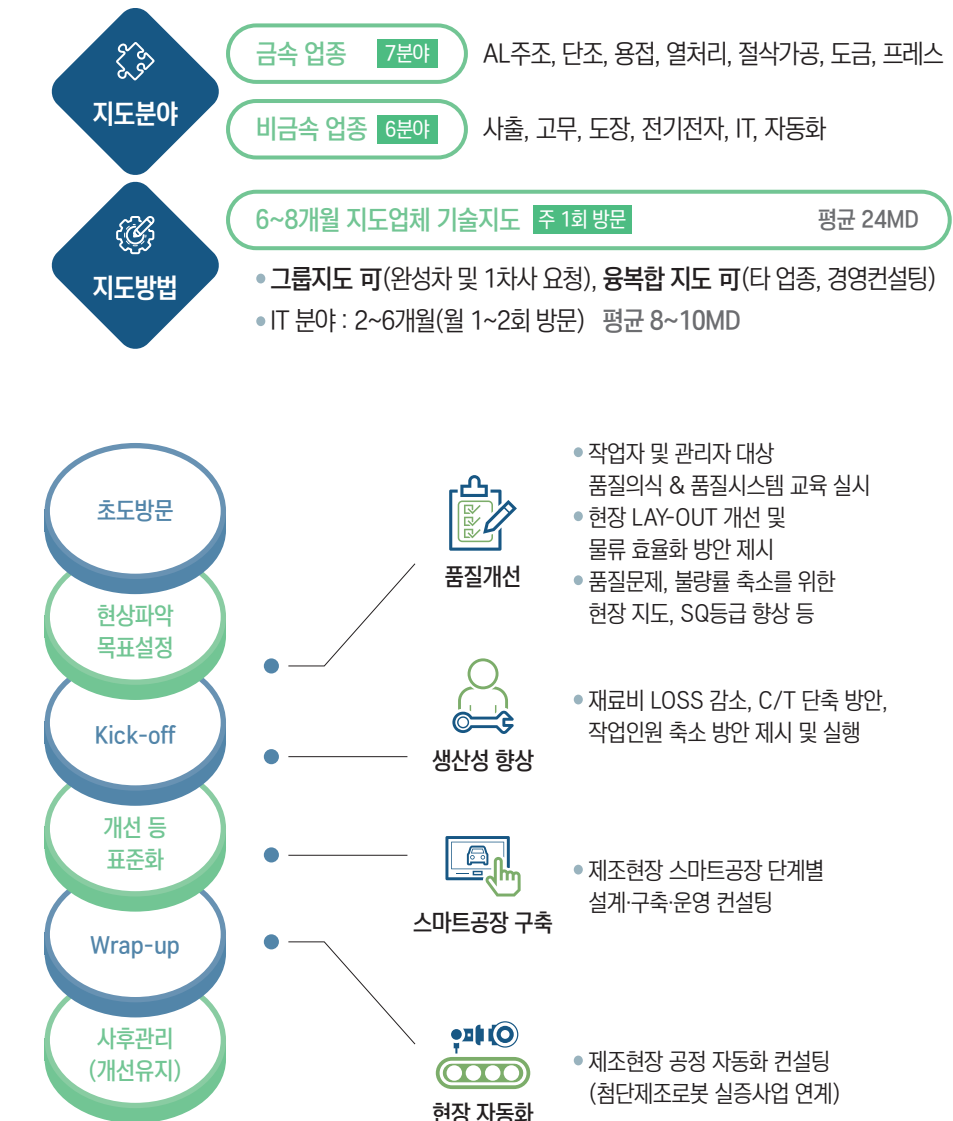 지도분야
금속 업종 7분야 AL주조, 단조, 용접, 열처리, 절삭가공, 도금, 프레스
비금속 업종 6분야 사출, 고무, 도장, 전기전자, IT, 자동화
지도방법
6~8개월 지도업체 기술지도 주 1회 방문 평균 24MD
• 그룹지도 可(완성차 및 1차사 요청), 융복합 지도 可(타 업종, 경영컨설팅)
• IT 분야 : 2~6개월(월 1~2회 방문) 평균 8~10MD
초도방문
현상파악
목표설정
Kick-off
개선 등
표준화
Wrap-up
사후관리
(개선유지)
품질개선
• 작업자 및 관리자 대상
품질의식 & 품질시스템 교육 실시
• 현장 LAY-OUT 개선 및
물류 효율화 방안 제시
• 품질문제, 불량률 축소를 위한
현장 지도, SQ등급 향상 등
생산성 향상
• 재료비 LOSS 감소, C/T 단축 방안,
작업인원 축소 방안 제시 및 실행
스마트공장 구축
• 제조현장 스마트공장 단계별
설계·구축·운영 컨설팅
현장 자동화
• 제조현장 공정 자동화 컨설팅
(첨단제조로봇 실증사업 연계)